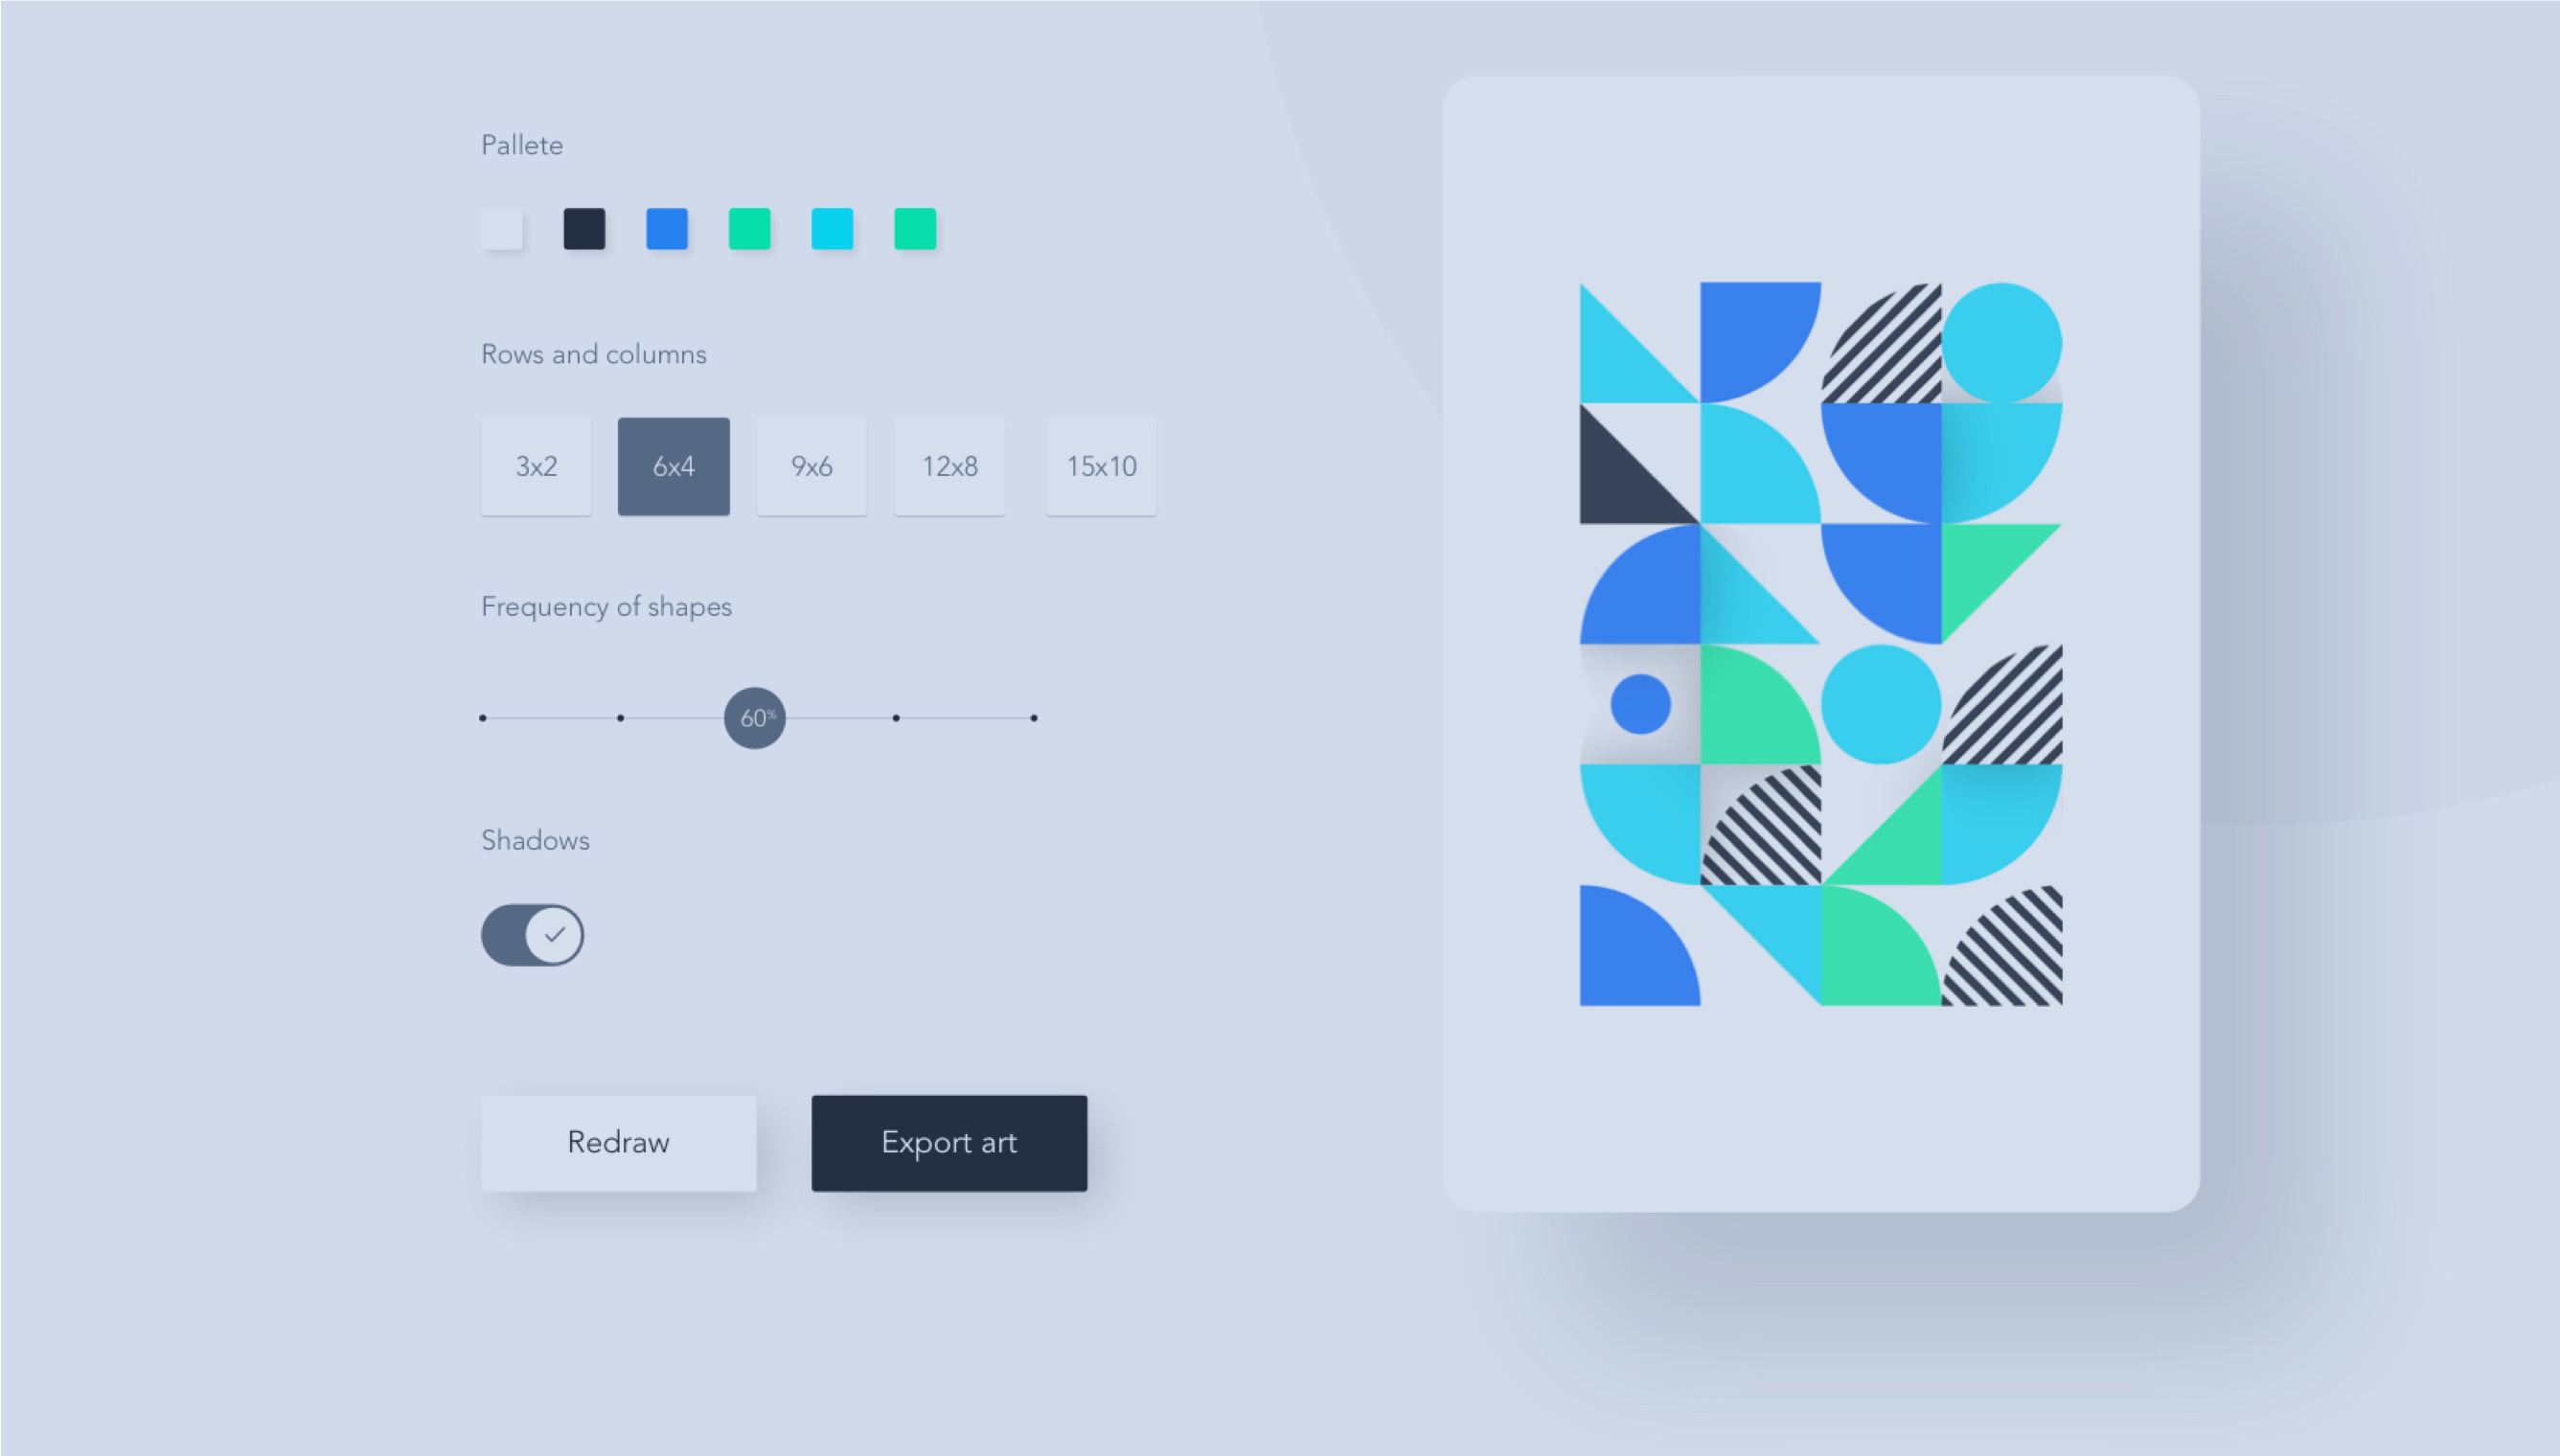 Pallete
Rows and columns
3x2 6x4 9x6 12x8 15x10
Frequency of shapes
60%
Shadows
Redraw Export art